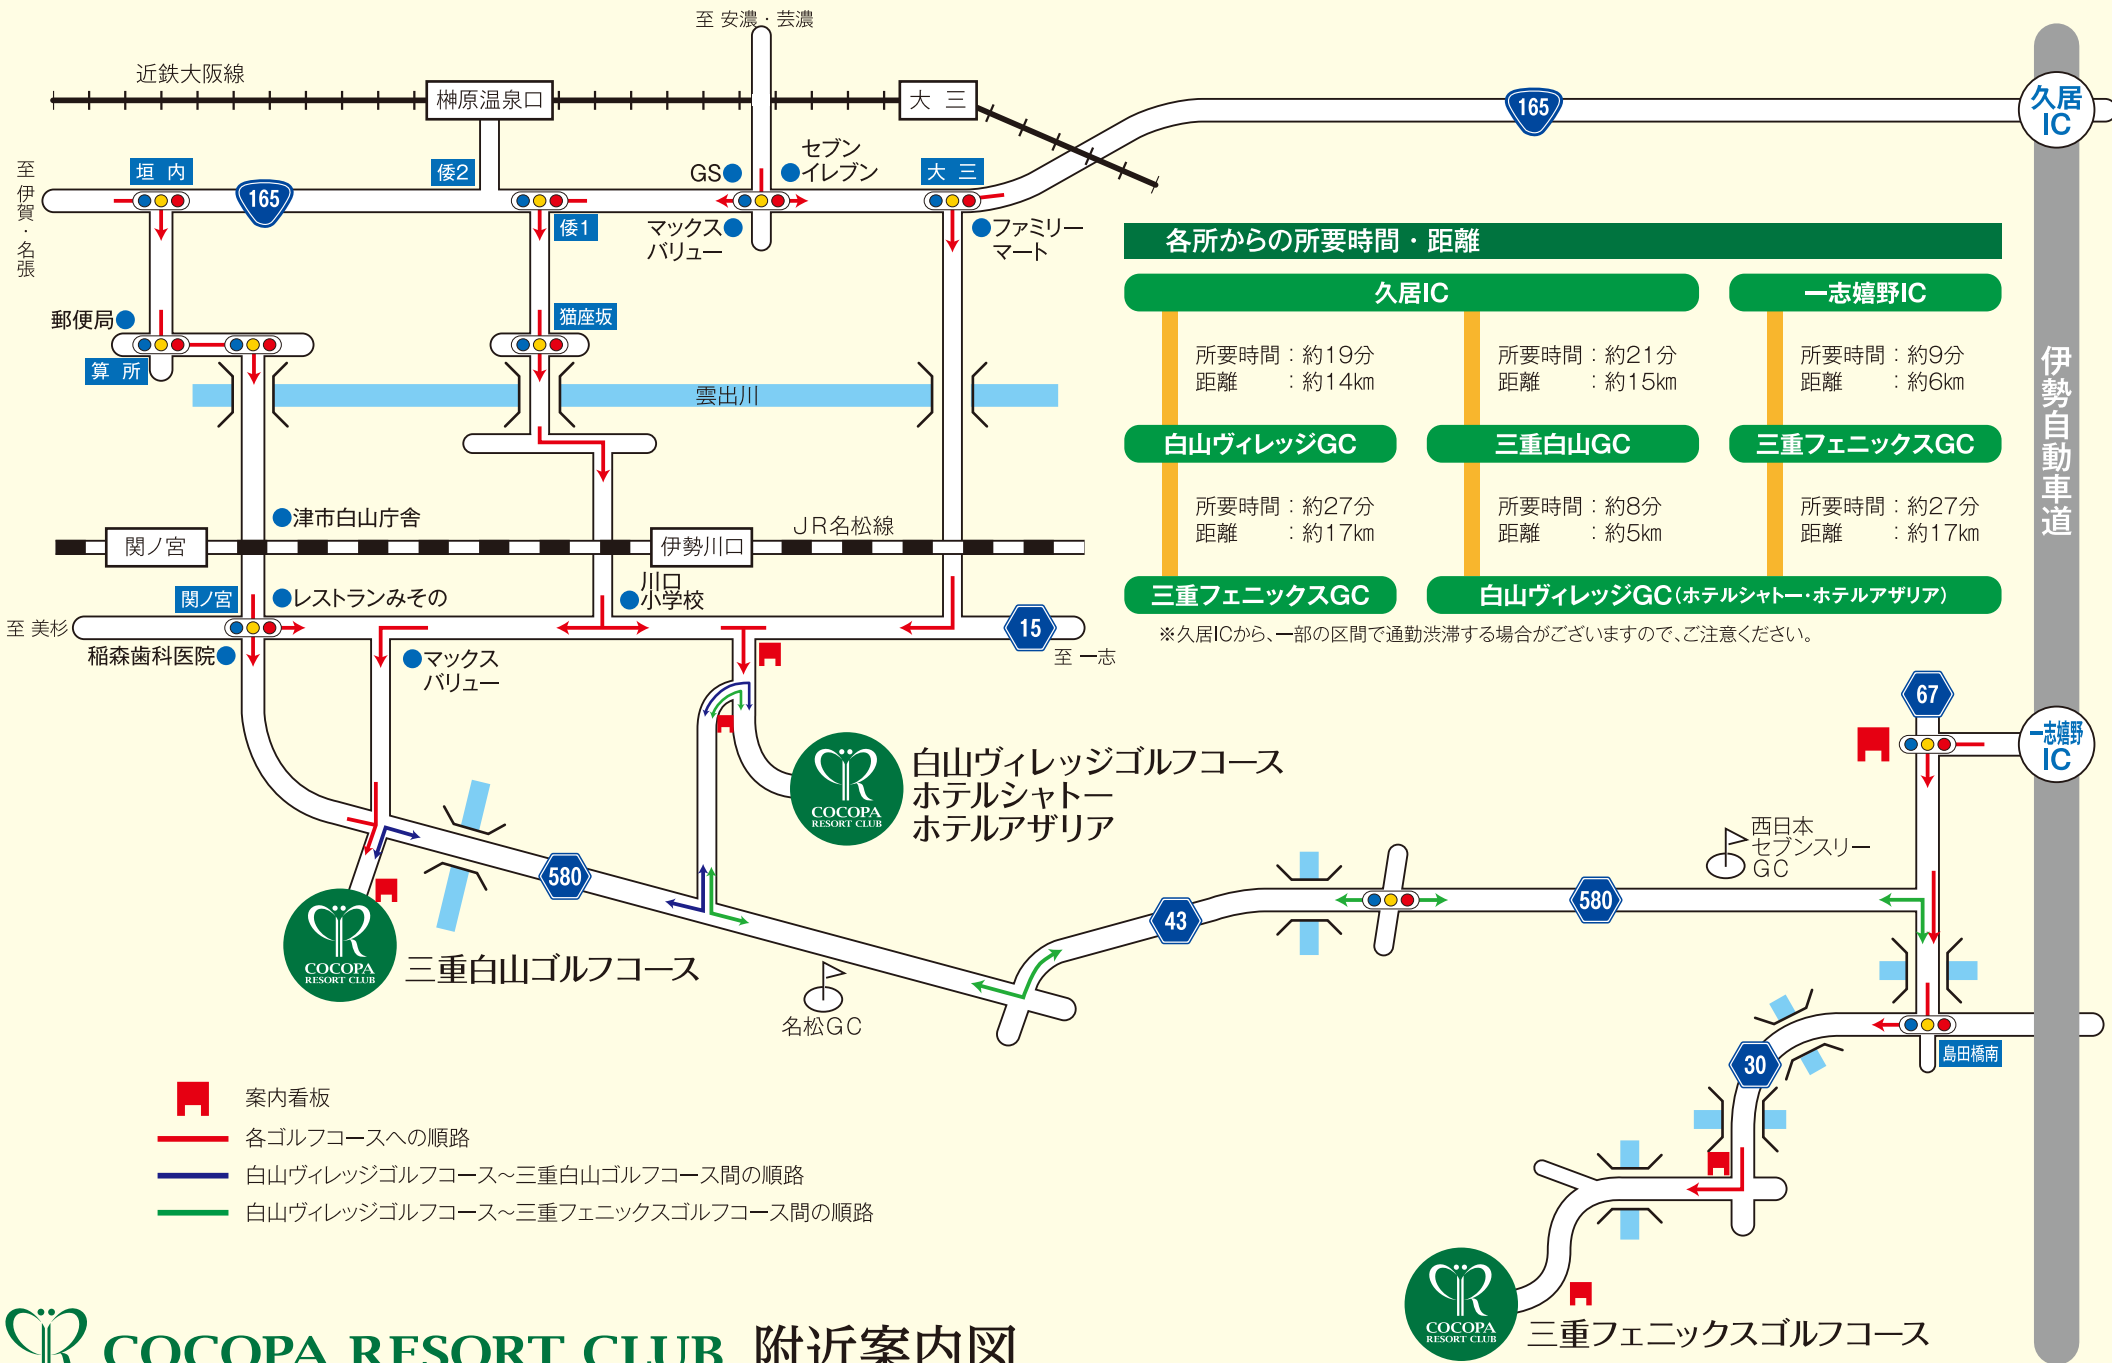 至 安濃・芸濃
近鉄大阪線
榊原温泉口
大 三
165
久居
IC
至 伊賀・名張
垣 内
165
倭2
GS
セブン
イレブン
大 三
倭1
マックス
バリュー
ファミリー
マート
郵便局
算 所
猫座坂
雲出川
伊勢自動車道
各所からの所要時間・距離
久居IC
一志嬉野IC
所要時間:約19分
距離 :約14km
所要時間:約21分
距離 :約15km
所要時間:約9分
距離 :約6km
白山ヴィレッジGC
三重白山GC
三重フェニックスGC
所要時間:約27分
距離 :約17km
所要時間:約8分
距離 :約5km
所要時間:約27分
距離 :約17km
三重フェニックスGC
白山ヴィレッジGC(ホテルシャトー・ホテルアザリア)
※久居ICから、一部の区間で通勤渋滞する場合がございますので、ご注意ください。
津市白山庁舎
関ノ宮
伊勢川口
JR名松線
関ノ宮
レストランみその
川口
小学校
至 美杉
15
至 一志
稲森歯科医院
マックス
バリュー
67
一志嬉野
IC
COCOPA
RESORT CLUB
白山ヴィレッジゴルフコース
ホテルシャトー
ホテルアザリア
西日本
セブンスリー
GC
580
43
580
COCOPA
RESORT CLUB
三重白山ゴルフコース
名松GC
島田橋南
30
案内看板
各ゴルフコースへの順路
白山ヴィレッジゴルフコース~三重白山ゴルフコース間の順路
白山ヴィレッジゴルフコース~三重フェニックスゴルフコース間の順路
COCOPA
RESORT CLUB
三重フェニックスゴルフコース
COCOPA RESORT CLUB 附近案内図